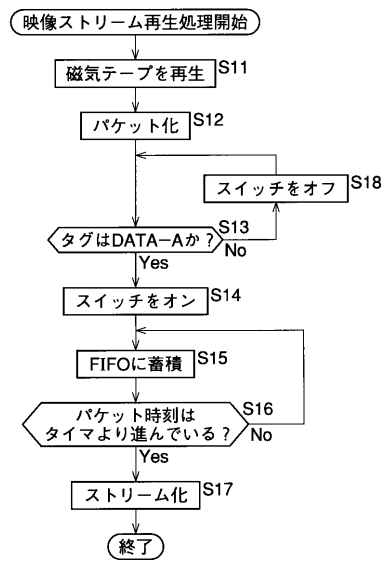 映像ストリーム再生処理開始
磁気テープを再生
S11
パケット化
S12
スイッチをオフ
S18
タグはDATA−Aか？
S13
No
Yes
スイッチをオン
S14
FIFOに蓄積
S15
パケット時刻は
タイマより進んでいる？
S16
No
Yes
ストリーム化
S17
終了